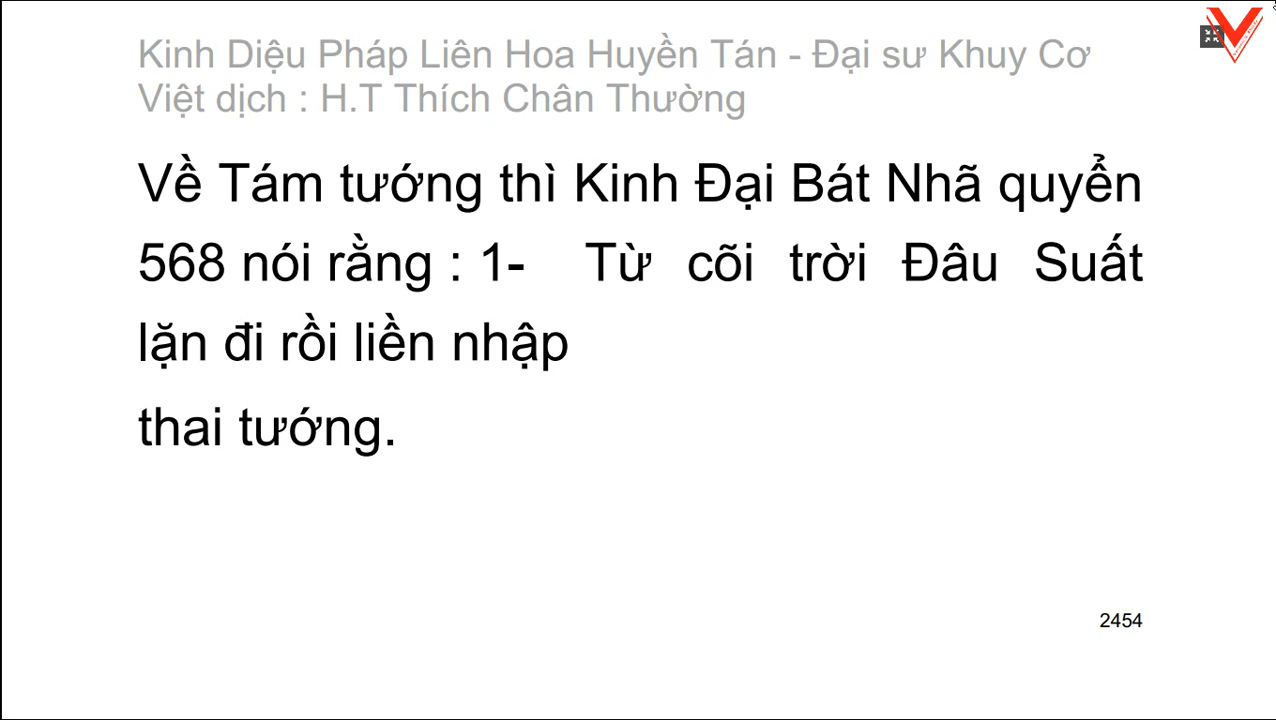 Kinh Diệu Pháp Liên Hoa Huyền Tán - Đại sư Khuy Cơ
Việt dịch : H.T Thích Chân Thường
Về Tám tướng thì Kinh Đại Bát Nhã quyển
568 nói rằng : 1- Từ cõi trời Đâu Suất
lặn đi rồi liền nhập
thai tướng.
2454